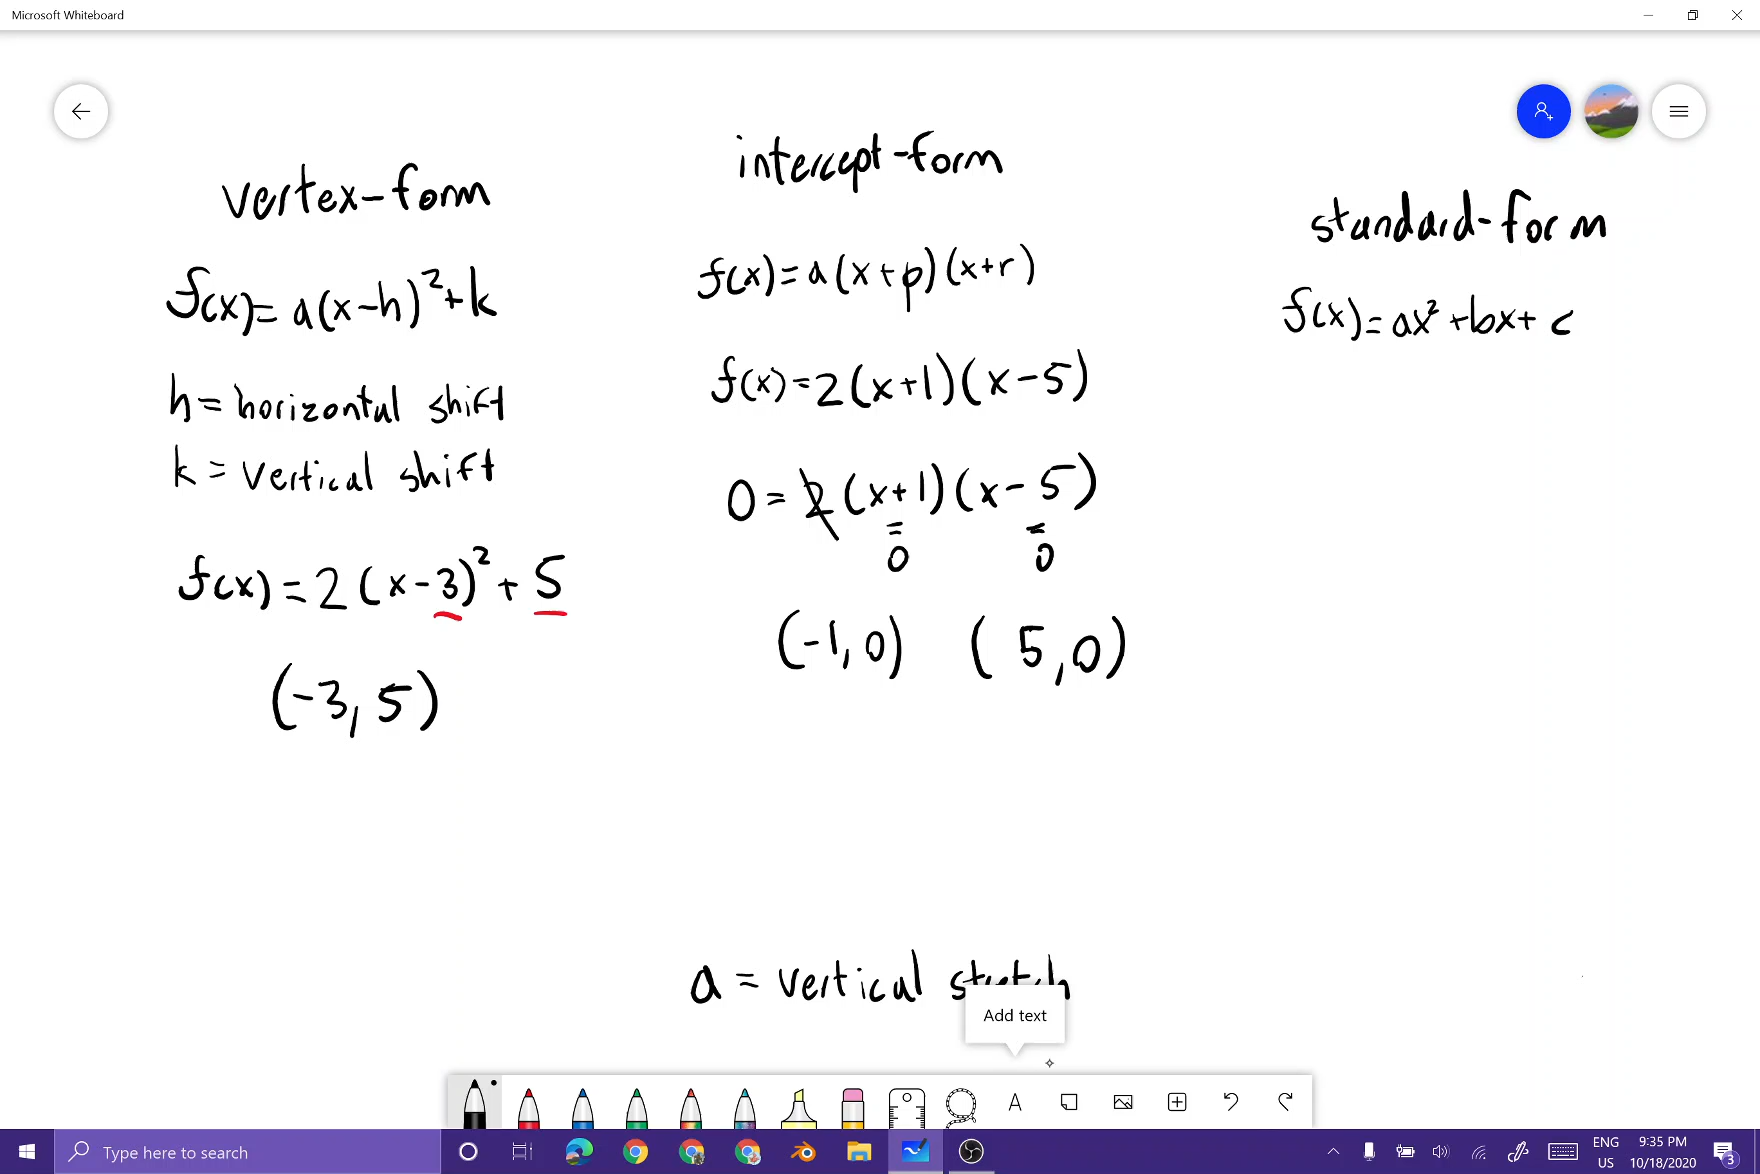 Microsoft Whiteboard
vertex-form
f(x) = a(x-h)² + k
h = horizontal shift
k = vertical shift
f(x) = 2(x-3)² + 5
(-3, 5)
intercept-form
f(x) = a(x+p)(x+r)
f(x) = 2(x+1)(x-5)
0 = 2(x+1)(x-5)
= =
0 0
(-1, 0) (5, 0)
standard-form
f(x) = ax² + bx + c
a = vertical stretch
Add text
A
Type here to search
ENG
US
9:35 PM
10/18/2020
3